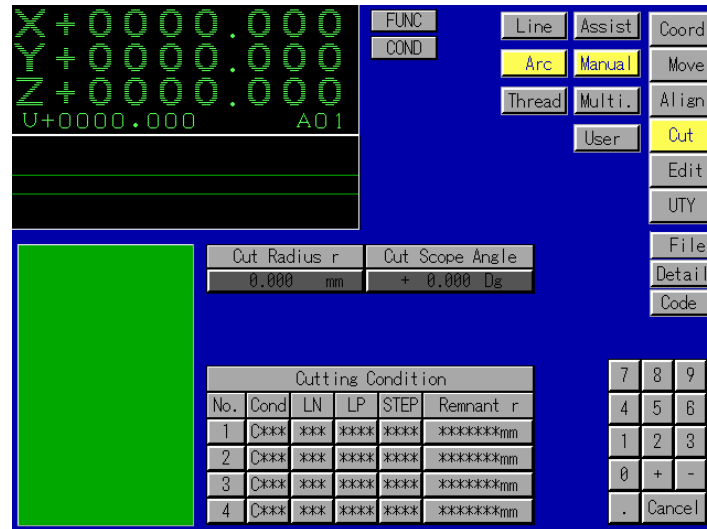 X+0000.000
Y+0000.000
Z+0000.000
U+0000.000 A01
FUNC
COND
Line Assist Coord
Arc Manual Move
Thread Multi. Align
User Cut
Edit
UTY
File
Detail
Code
Cut Radius r Cut Scope Angle
0.000 mm + 0.000 Dg
Cutting Condition
No. Cond LN LP STEP Remnant r
1 C*** *** **** **** *******mm
2 C*** *** **** **** *******mm
3 C*** *** **** **** *******mm
4 C*** *** **** **** *******mm
7 8 9
4 5 6
1 2 3
0 + -
. Cancel